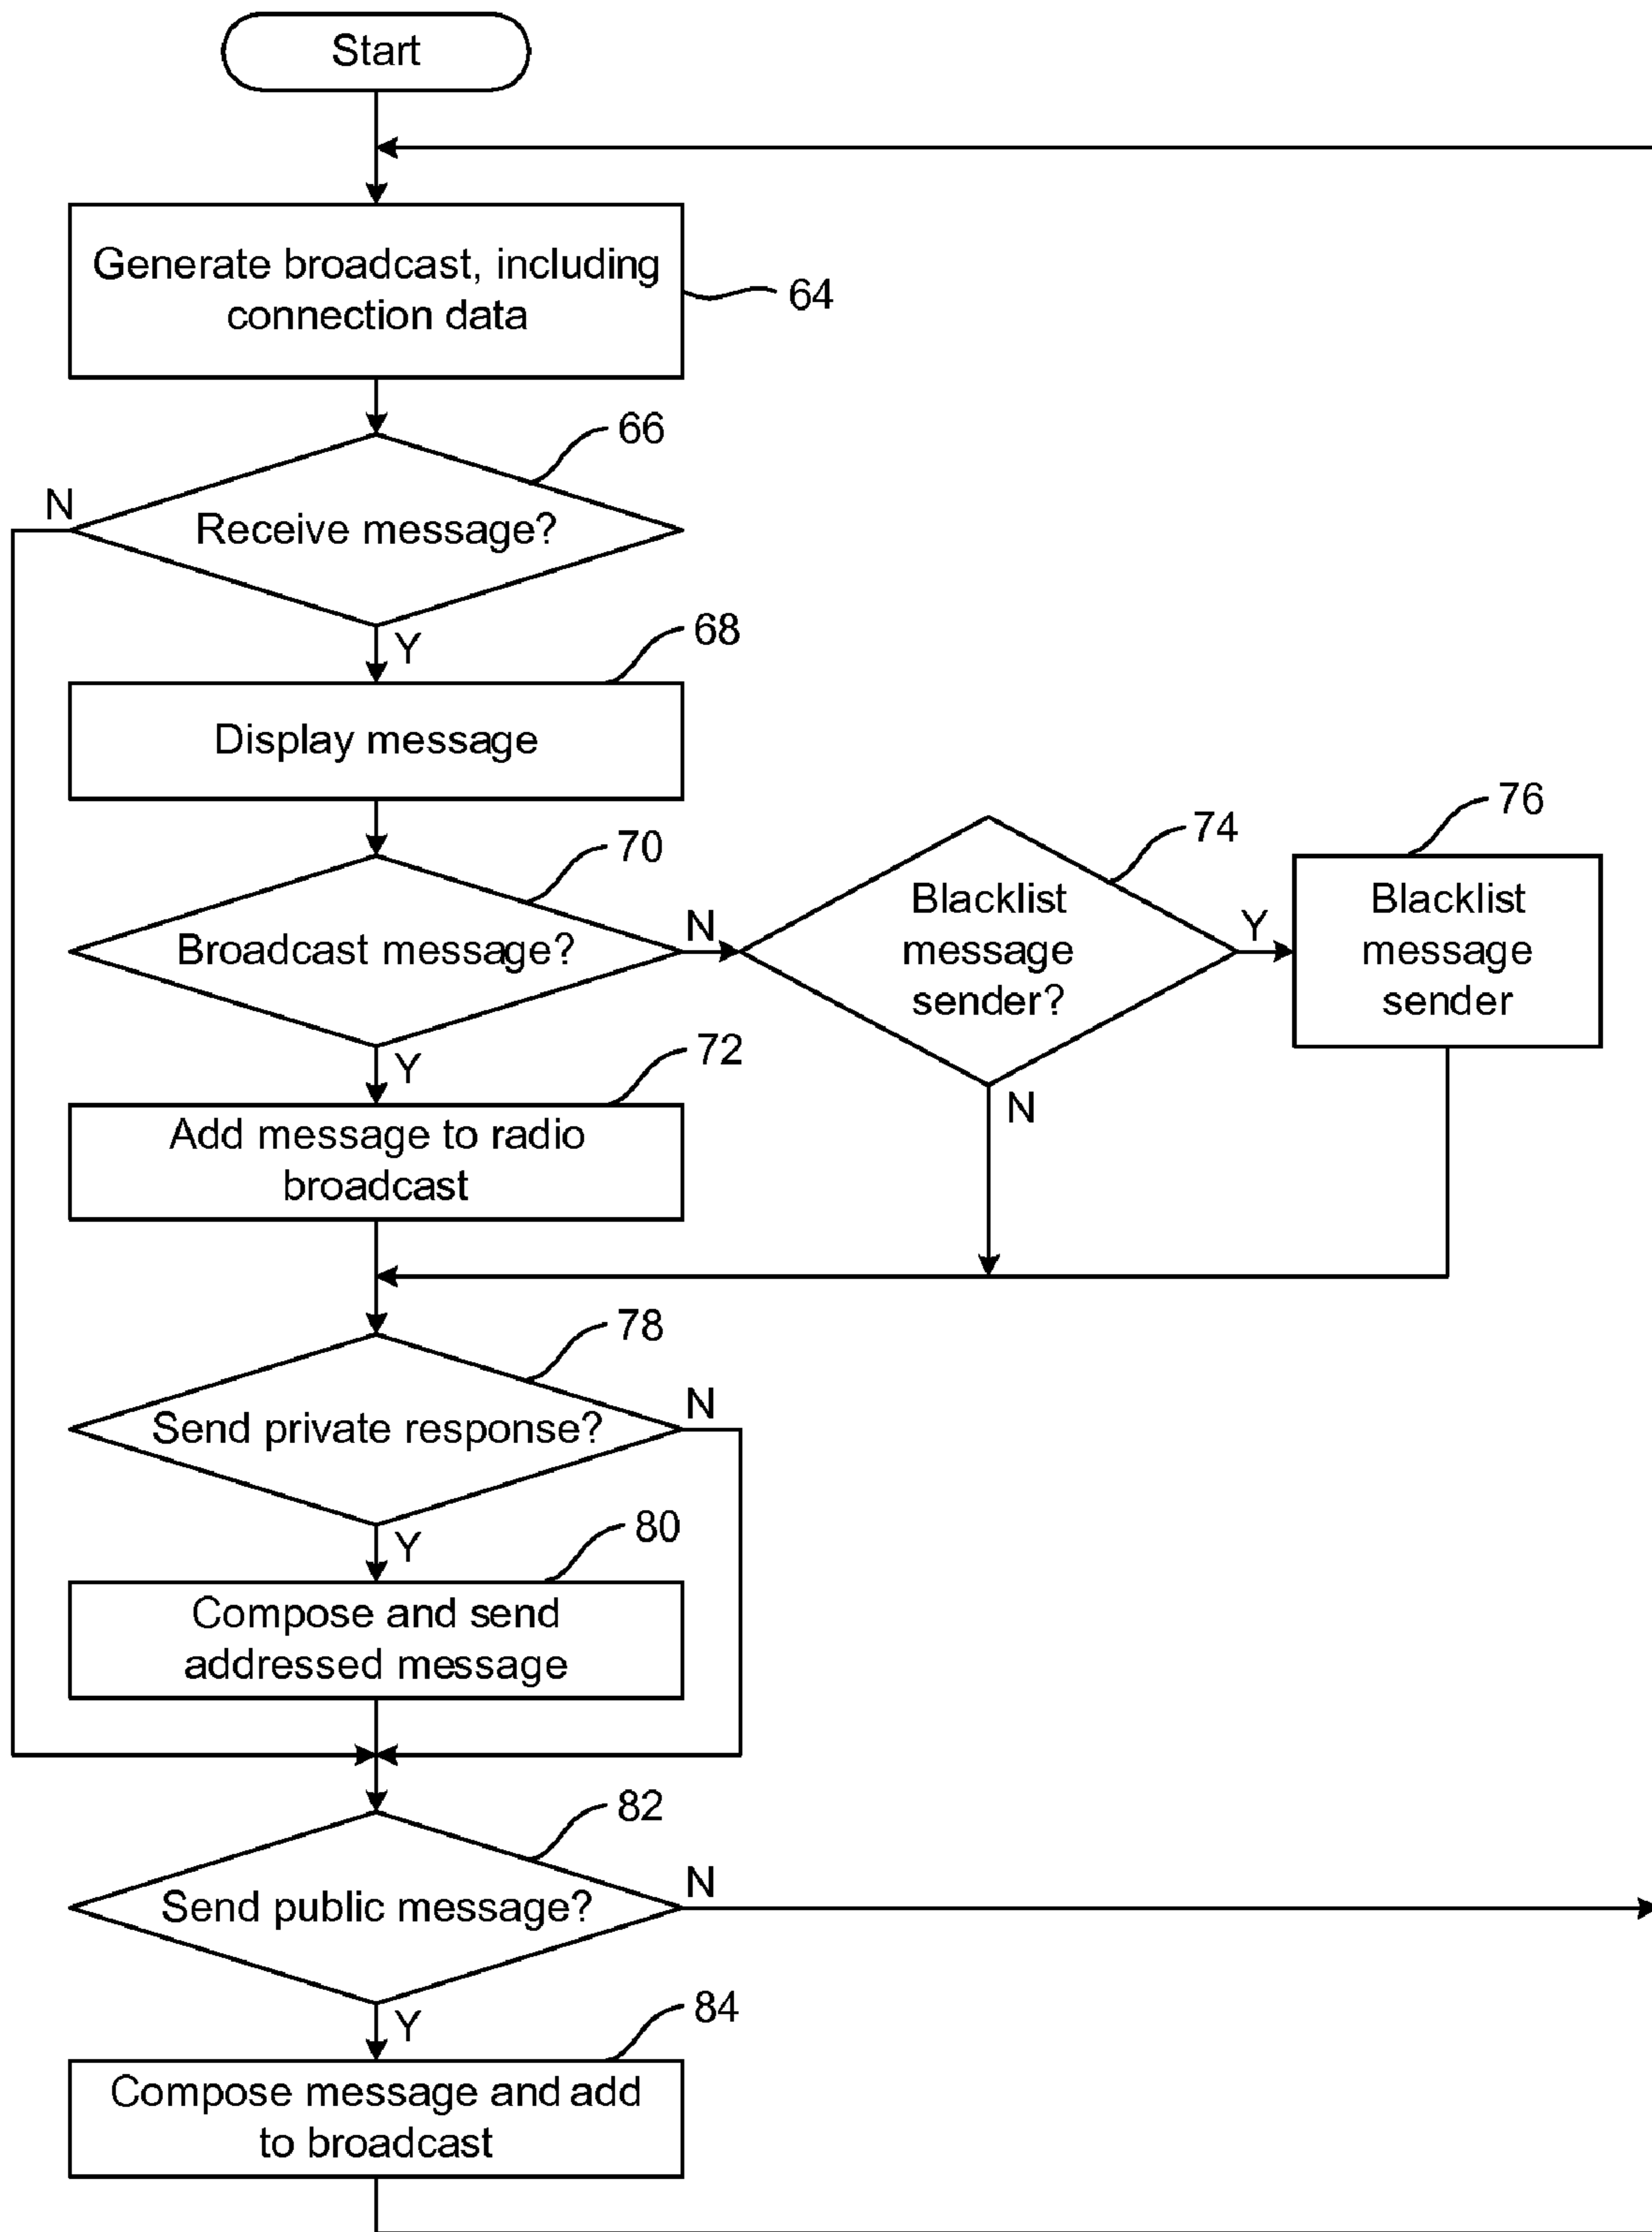 Start
Generate broadcast, including
connection data
64
66
N
Receive message?
Y
68
Display message
70
Broadcast message?
N
74
Blacklist
message
sender?
Y
76
Blacklist
message
sender
N
Y
72
Add message to radio
broadcast
78
Send private response?
N
Y
80
Compose and send
addressed message
82
Send public message?
N
Y
84
Compose message and add
to broadcast